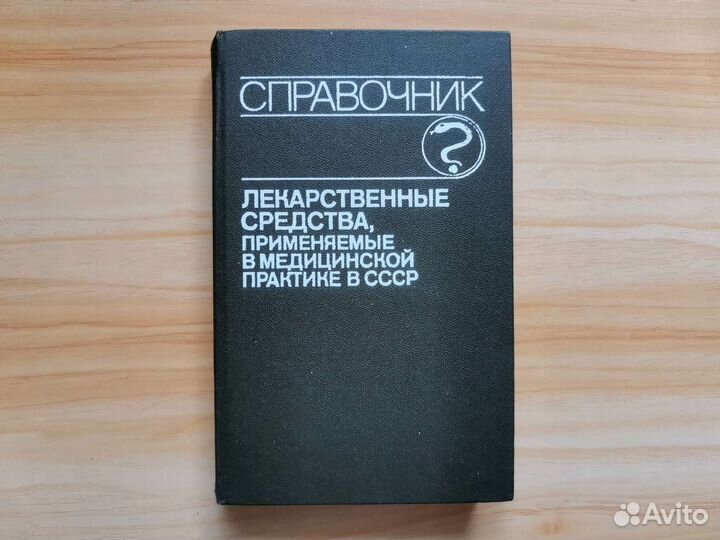 СПРАВОЧНИК
ЛЕКАРСТВЕННЫЕ
СРЕДСТВА,
ПРИМЕНЯЕМЫЕ
В МЕДИЦИНСКОЙ
ПРАКТИКЕ В СССР
Avito